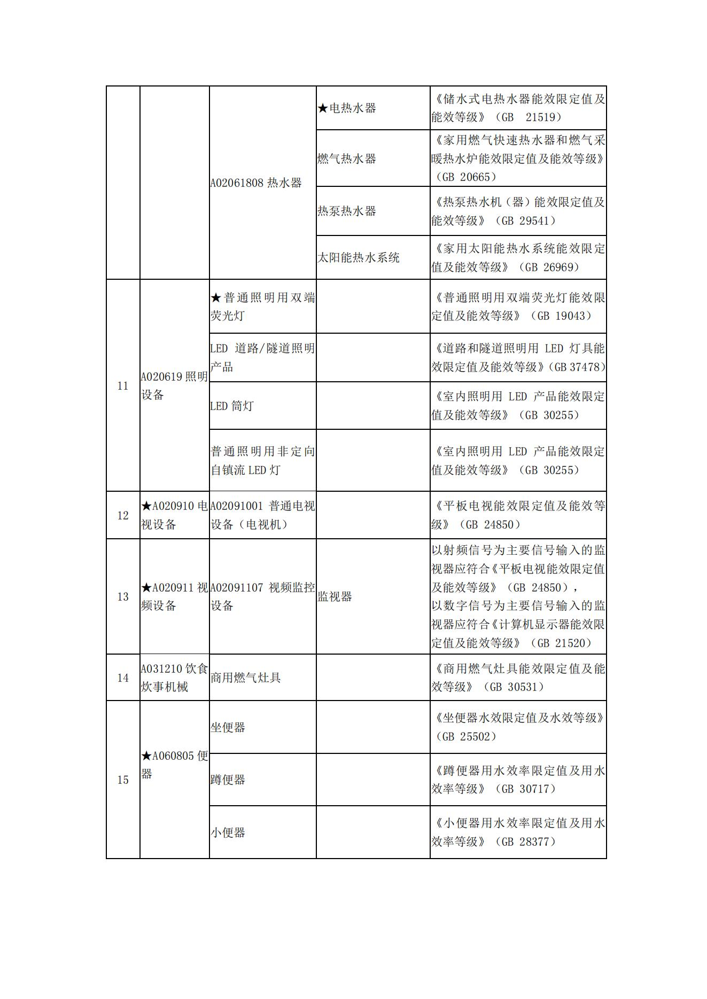 ★电热水器
《储水式电热水器能效限定值及
能效等级》（GB 21519）
A02061808 热水器
燃气热水器
《家用燃气快速热水器和燃气采
暖热水炉能效限定值及能效等级》
（GB 20665）
热泵热水器
《热泵热水机（器）能效限定值及
能效等级》（GB 29541）
太阳能热水系统
《家用太阳能热水系统能效限定
值及能效等级》（GB 26969）
11
A020619 照明
设备
★普通照明用双端
荧光灯
《普通照明用双端荧光灯能效限
定值及能效等级》（GB 19043）
LED 道路/隧道照明
产品
《道路和隧道照明用 LED 灯具能
效限定值及能效等级》（GB 37478）
LED 筒灯
《室内照明用 LED 产品能效限定
值及能效等级》（GB 30255）
普通照明用非定向
自镇流 LED 灯
《室内照明用 LED 产品能效限定
值及能效等级》（GB 30255）
12
★A020910 电
视设备
A02091001 普通电视
设备（电视机）
《平板电视能效限定值及能效等
级》（GB 24850）
13
★A020911 视
频设备
A02091107 视频监控
设备
监视器
以射频信号为主要信号输入的监
视器应符合《平板电视能效限定值
及能效等级》（GB 24850），
以数字信号为主要信号输入的监
视器应符合《计算机显示器能效限
定值及能效等级》（GB 21520）
14
A031210 饮食
炊事机械
商用燃气灶具
《商用燃气灶具能效限定值及能
效等级》（GB 30531）
15
★A060805 便
器
坐便器
《坐便器水效限定值及水效等级》
（GB 25502）
蹲便器
《蹲便器用水效率限定值及用水
效率等级》（GB 30717）
小便器
《小便器用水效率限定值及用水
效率等级》（GB 28377）